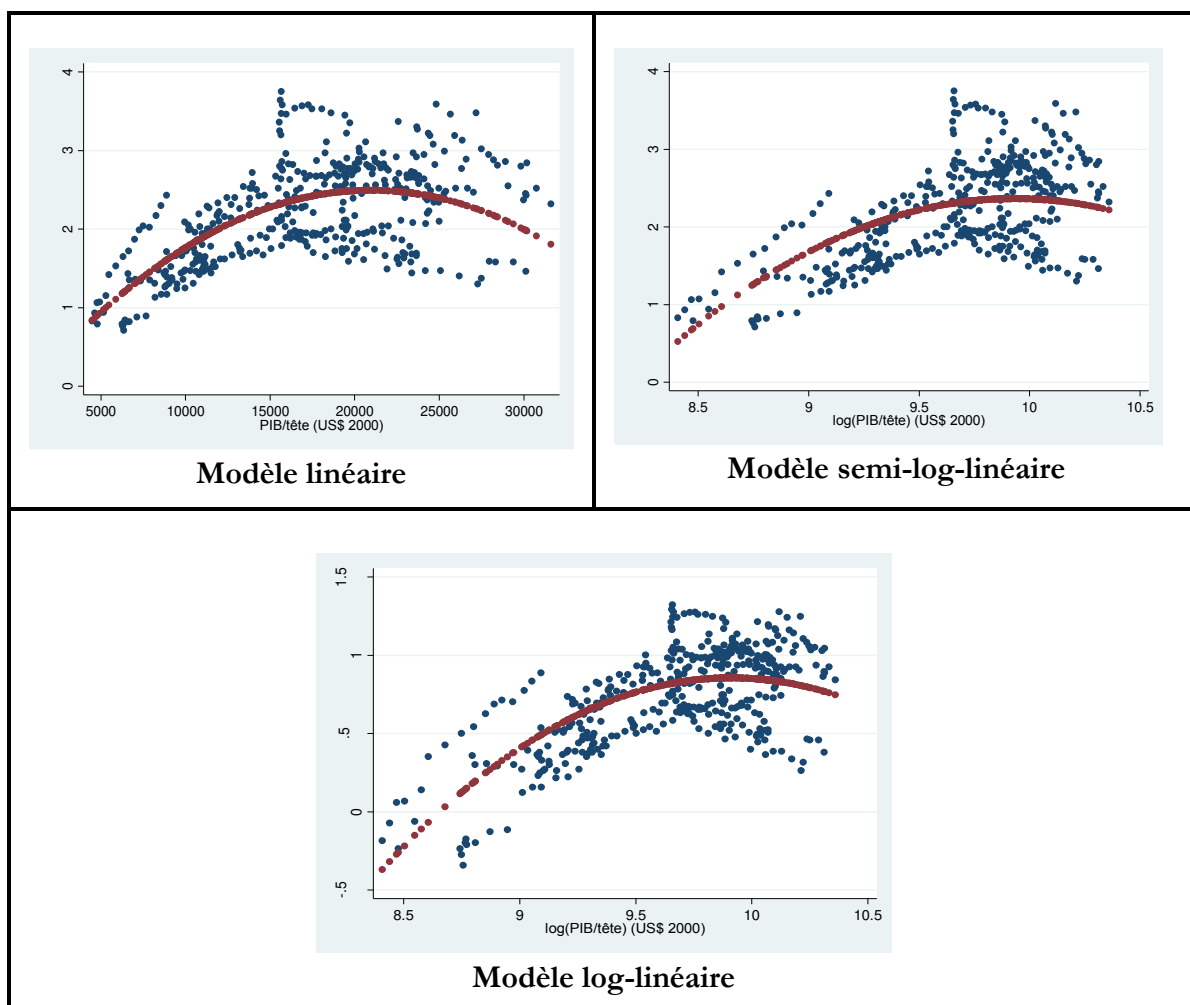 4
3
2
1
0
5000 10000 15000 20000 25000 30000
PIB/tête (US$ 2000)
Modèle linéaire
4
3
2
1
0
8.5 9 9.5 10 10.5
log(PIB/tête) (US$ 2000)
Modèle semi-log-linéaire
1.5
1
.5
0
-.5
8.5 9 9.5 10 10.5
log(PIB/tête) (US$ 2000)
Modèle log-linéaire